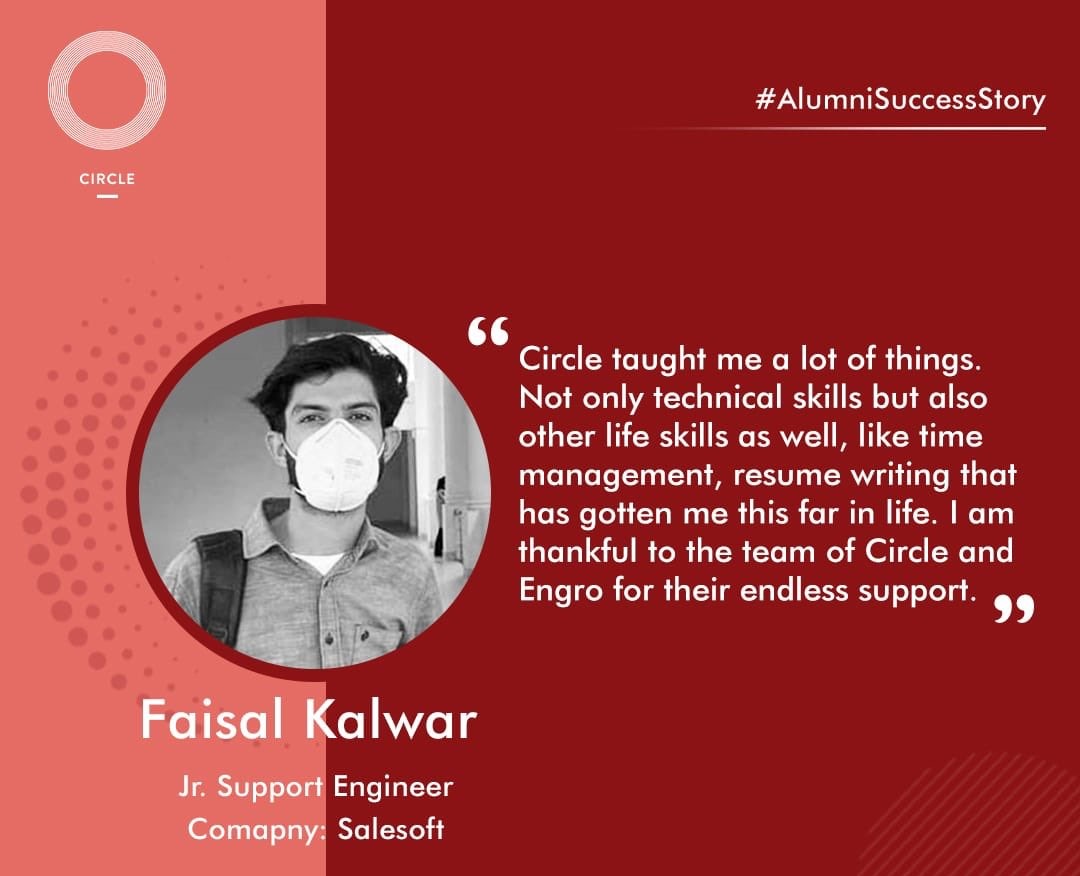 CIRCLE
#AlumniSuccessStory
“ Circle taught me a lot of things.
Not only technical skills but also
other life skills as well, like time
management, resume writing that
has gotten me this far in life. I am
thankful to the team of Circle and
Engro for their endless support. ”
Faisal Kalwar
Jr. Support Engineer
Comapny: Salesoft